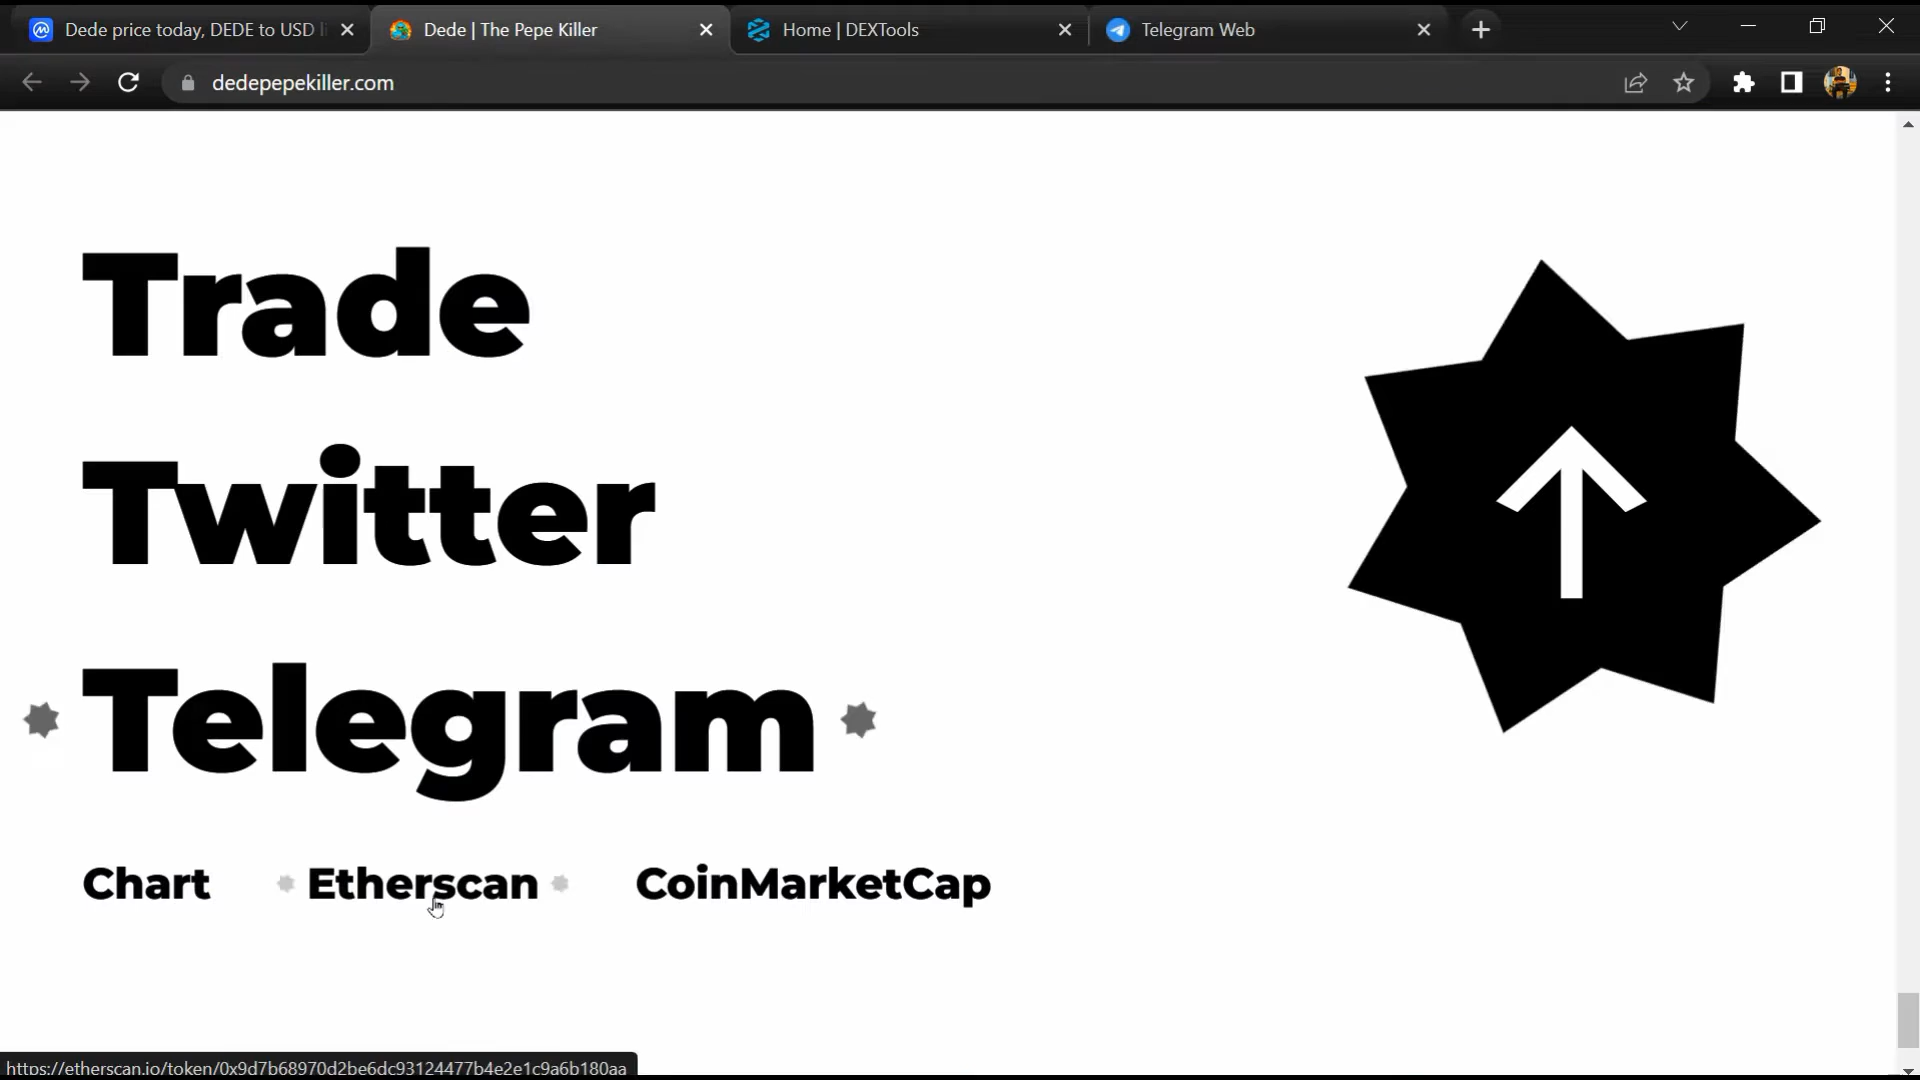 Dede price today, DEDE to USD li
Dede | The Pepe Killer
Home | DEXTools
Telegram Web
dedepepekiller.com
Trade
Twitter
Telegram
Chart
Etherscan
CoinMarketCap
https://etherscan.io/token/0x9d7b68970d2be6dc93124477b4e2e1c9a6b180aa